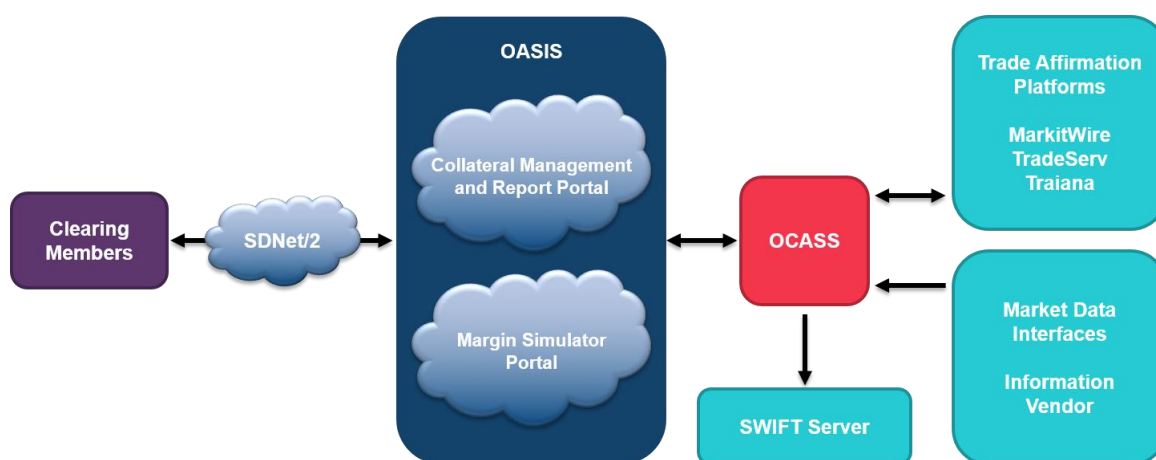 OASIS
Collateral Management
and Report Portal
Margin Simulator
Portal
Clearing
Members
SDNet/2
OCASS
SWIFT Server
Trade Affirmation
Platforms
MarkitWire
TradeServ
Traiana
Market Data
Interfaces
Information
Vendor